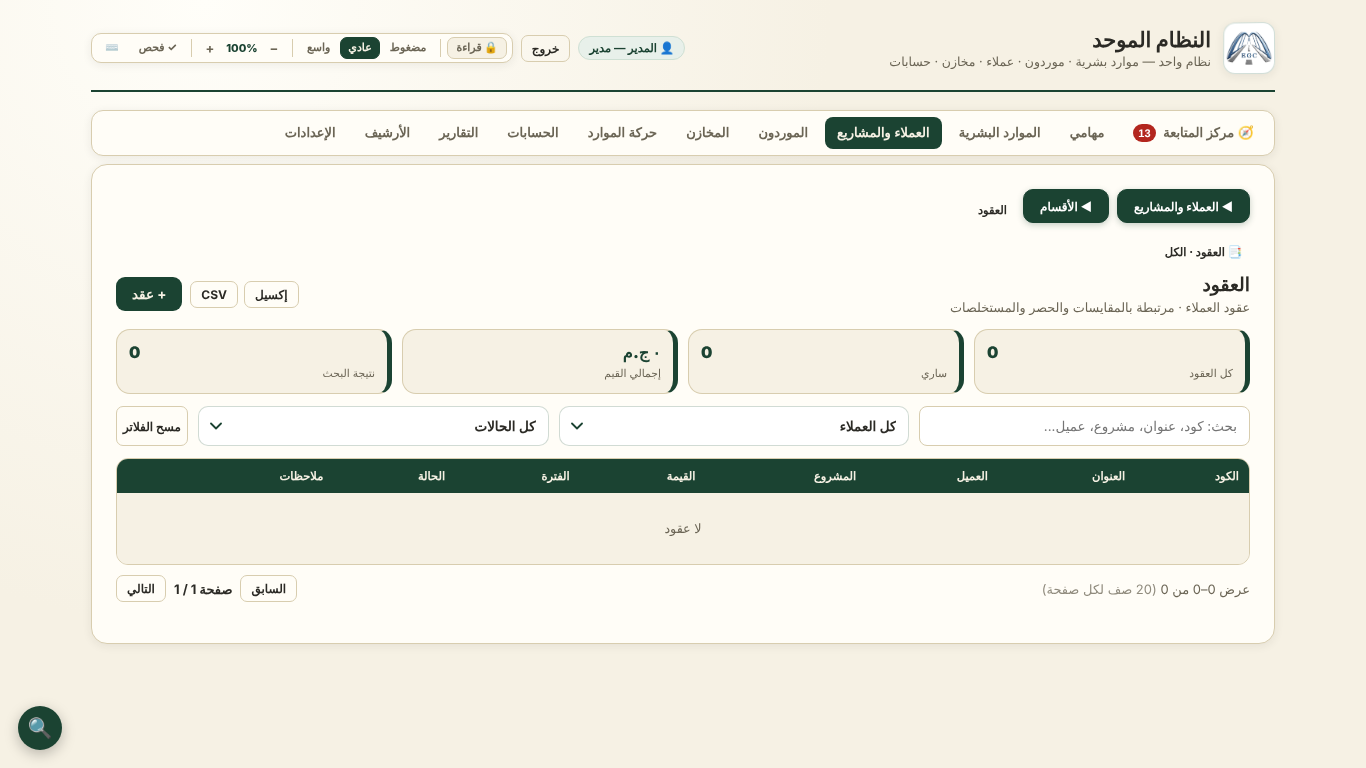 ROC
النظام الموحد
نظام واحد — موارد بشرية · موردون · عملاء · مخازن · حسابات
👤 المدير — مدير
خروج
🔒 قراءة
مضغوط عادي واسع
− 100% +
✓ فحص
🧭 مركز المتابعة 13 مهامي الموارد البشرية العملاء والمشاريع الموردون المخازن حركة الموارد الحسابات التقارير الأرشيف الإعدادات
◀ العملاء والمشاريع ◀ الأقسام العقود
📑 العقود · الكل
العقود
عقود العملاء · مرتبطة بالمقايسات والحصر والمستخلصات
إكسيل CSV + عقد
0
كل العقود
0
ساري
٠ ج.م
إجمالي القيم
0
نتيجة البحث
بحث: كود، عنوان، مشروع، عميل... كل العملاء كل الحالات مسح الفلاتر
الكود العنوان العميل المشروع القيمة الفترة الحالة ملاحظات
لا عقود
عرض 0–0 من 0 (20 صف لكل صفحة)
السابق صفحة 1 / 1 التالي